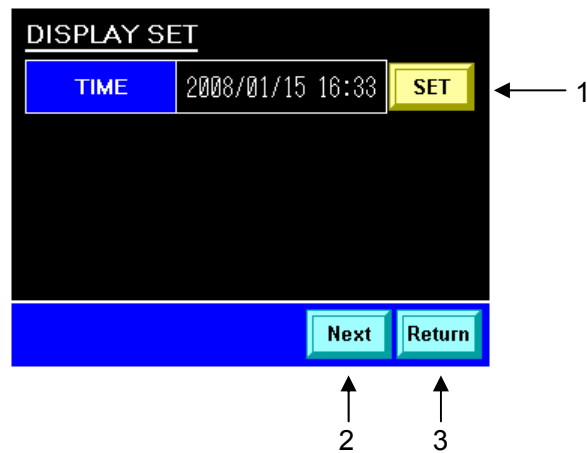 DISPLAY SET
TIME 2008/01/15 16:33 SET 1
Next Return
2 3